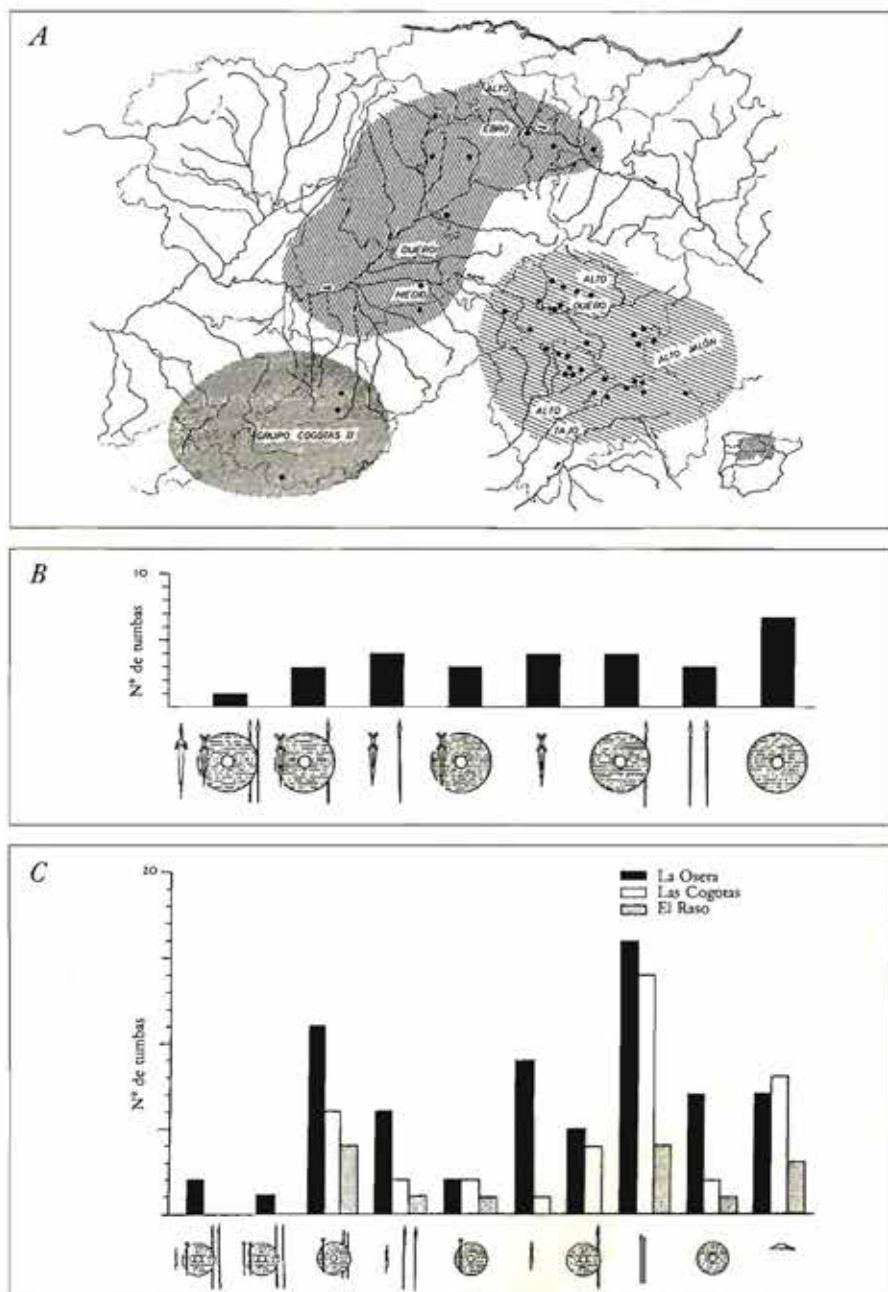 A
ALTO
EBRO
DUERO
MEDIO
ALTO
DUERO
ALTO JALÓN
ALTO
TAJO
GRUPO COGOTAS II
B
10
Nº de tumbas
C
20
La Osera
Las Cogotas
El Raso
Nº de tumbas